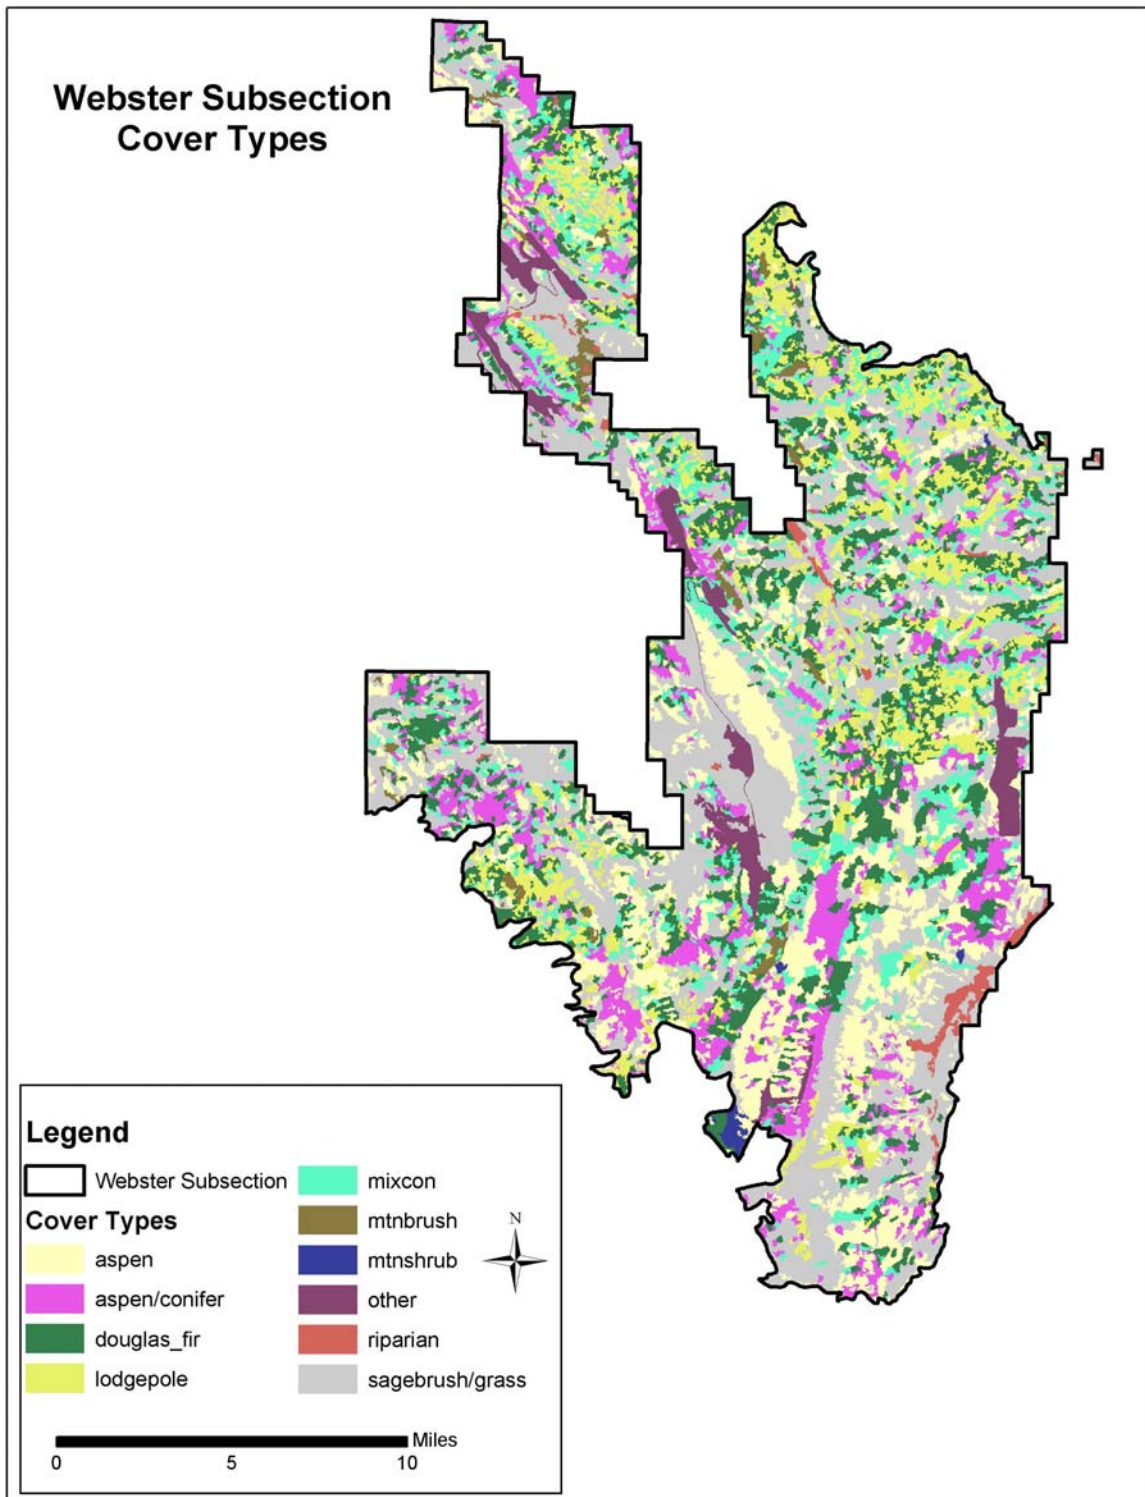 Webster Subsection
Cover Types
Legend
Webster Subsection
Cover Types
aspen
aspen/conifer
douglas_fir
lodgepole
mixcon
mtnbrush
mtnshrub
other
riparian
sagebrush/grass
N
Miles
0 5 10